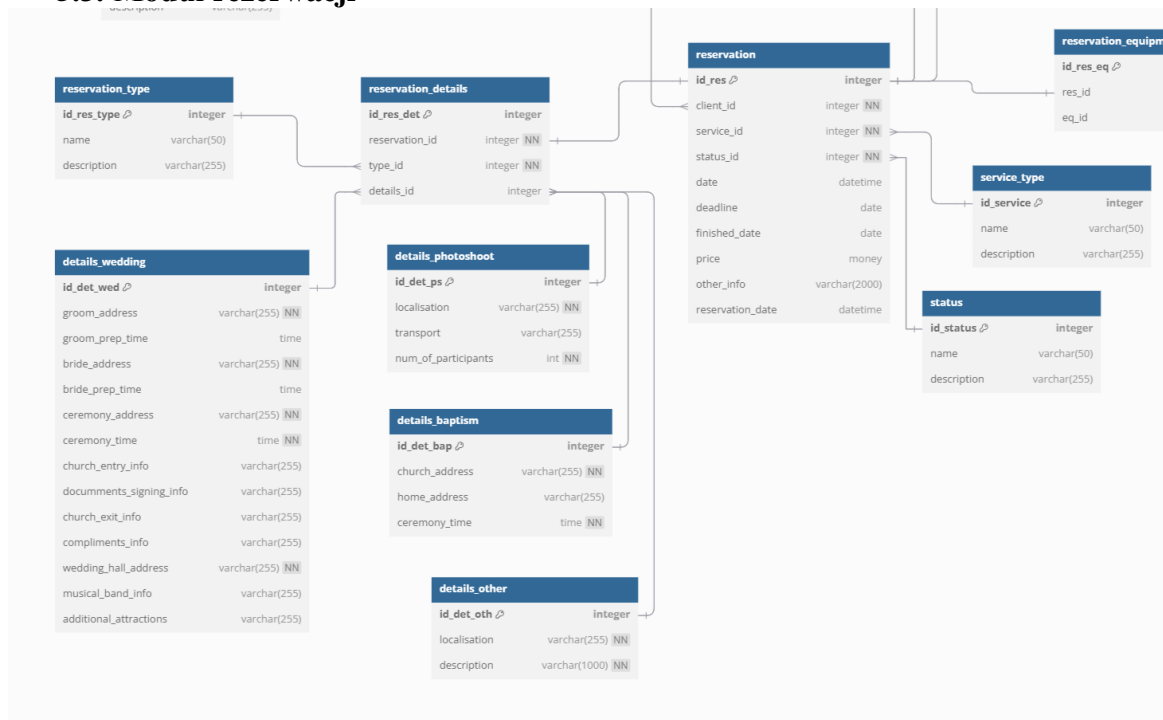 description varchar(255)
reservation_type
id_res_type integer
name varchar(50)
description varchar(255)
reservation_details
id_res_det integer
reservation_id integer NN
type_id integer NN
details_id integer
reservation
id_res integer
client_id integer NN
service_id integer NN
status_id integer NN
date datetime
deadline date
finished_date date
price money
other_info varchar(2000)
reservation_date datetime
reservation_equipm
id_res_eq
res_id
eq_id
service_type
id_service integer
name varchar(50)
description varchar(255)
status
id_status integer
name varchar(50)
description varchar(255)
details_wedding
id_det_wed integer
groom_address varchar(255) NN
groom_prep_time time
bride_address varchar(255) NN
bride_prep_time time
ceremony_address varchar(255) NN
ceremony_time time NN
church_entry_info varchar(255)
documments_signing_info varchar(255)
church_exit_info varchar(255)
compliments_info varchar(255)
wedding_hall_address varchar(255) NN
musical_band_info varchar(255)
additional_attractions varchar(255)
details_photoshoot
id_det_ps integer
localisation varchar(255) NN
transport varchar(255)
num_of_participants int NN
details_baptism
id_det_bap integer
church_address varchar(255) NN
home_address varchar(255)
ceremony_time time NN
details_other
id_det_oth integer
localisation varchar(255) NN
description varchar(1000) NN